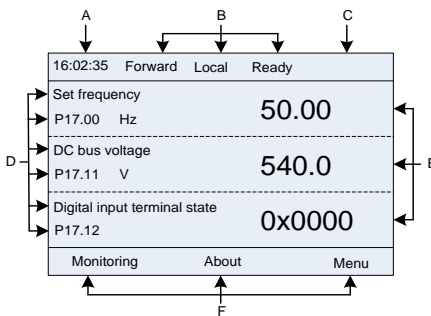 A B C
16:02:35 Forward Local Ready
Set frequency
P17.00 Hz 50.00
DC bus voltage
P17.11 V 540.0
Digital input terminal state
P17.12 0x0000
D E
Monitoring About Menu
F